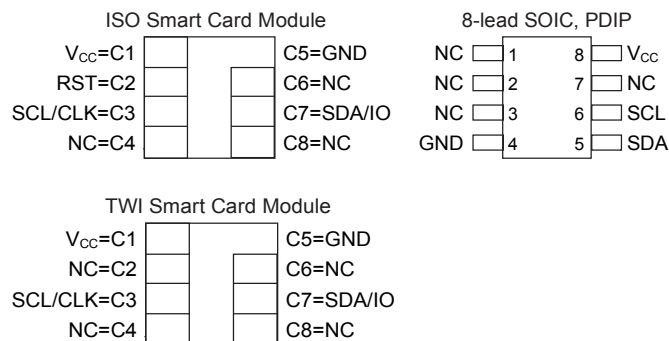 ISO Smart Card Module
VCC=C1
C5=GND
RST=C2
C6=NC
SCL/CLK=C3
C7=SDA/IO
NC=C4
C8=NC
8-lead SOIC, PDIP
NC 1 8 VCC
NC 2 7 NC
NC 3 6 SCL
GND 4 5 SDA
TWI Smart Card Module
VCC=C1
C5=GND
NC=C2
C6=NC
SCL/CLK=C3
C7=SDA/IO
NC=C4
C8=NC